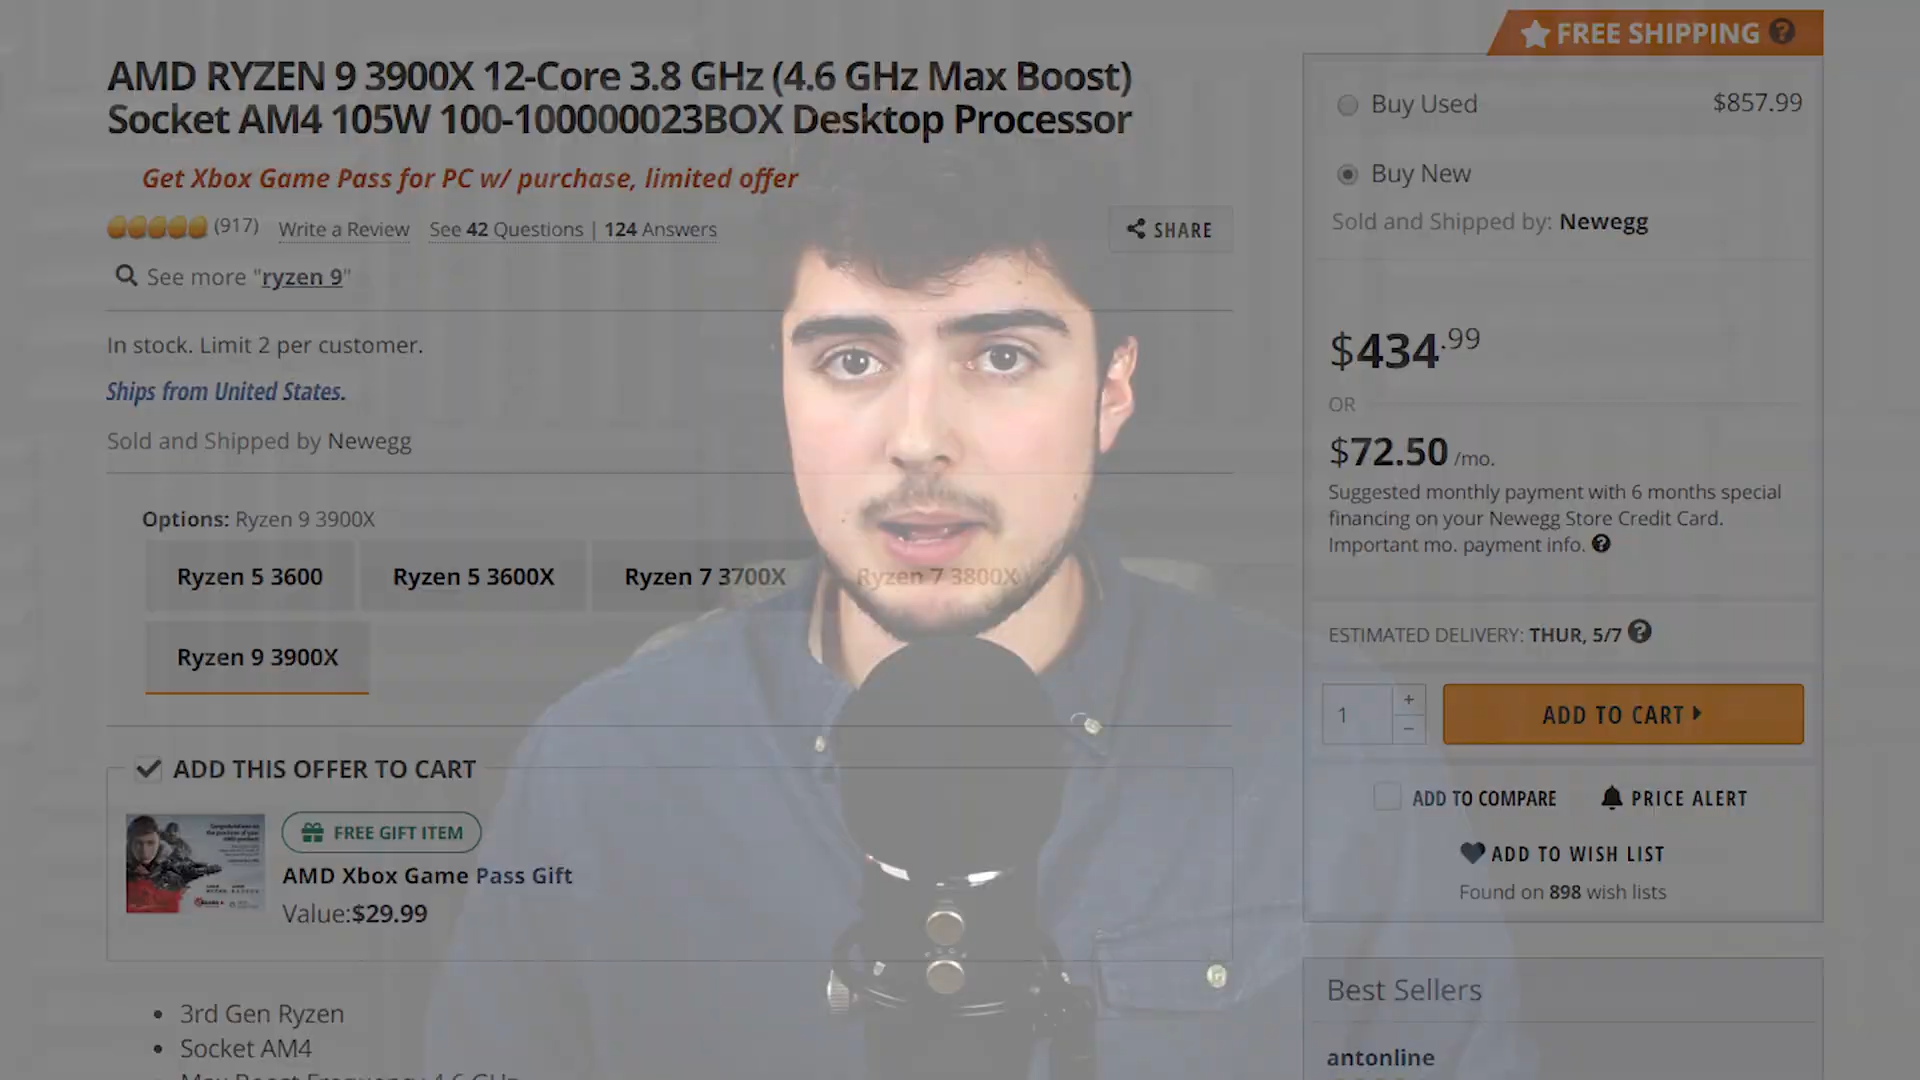 FREE SHIPPING ?
AMD RYZEN 9 3900X 12-Core 3.8 GHz (4.6 GHz Max Boost)
Socket AM4 105W 100-100000023BOX Desktop Processor
Get Xbox Game Pass for PC w/ purchase, limited offer
(917) Write a Review See 42 Questions | 124 Answers
SHARE
See more "ryzen 9"
In stock. Limit 2 per customer.
Ships from United States.
Sold and Shipped by Newegg
Options: Ryzen 9 3900X
Ryzen 5 3600 Ryzen 5 3600X Ryzen 7 3700X Ryzen 7 3800X
Ryzen 9 3900X
ADD THIS OFFER TO CART
FREE GIFT ITEM
AMD Xbox Game Pass Gift
Value:$29.99
• 3rd Gen Ryzen
• Socket AM4
• Max Boost Frequency 4.6 GHz
Buy Used $857.99
Buy New
Sold and Shipped by: Newegg
$434.99
OR
$72.50 /mo.
Suggested monthly payment with 6 months special
financing on your Newegg Store Credit Card.
Important mo. payment info. ?
ESTIMATED DELIVERY: THUR, 5/7 ?
1 + −
ADD TO CART
ADD TO COMPARE PRICE ALERT
ADD TO WISH LIST
Found on 898 wish lists
Best Sellers
antonline